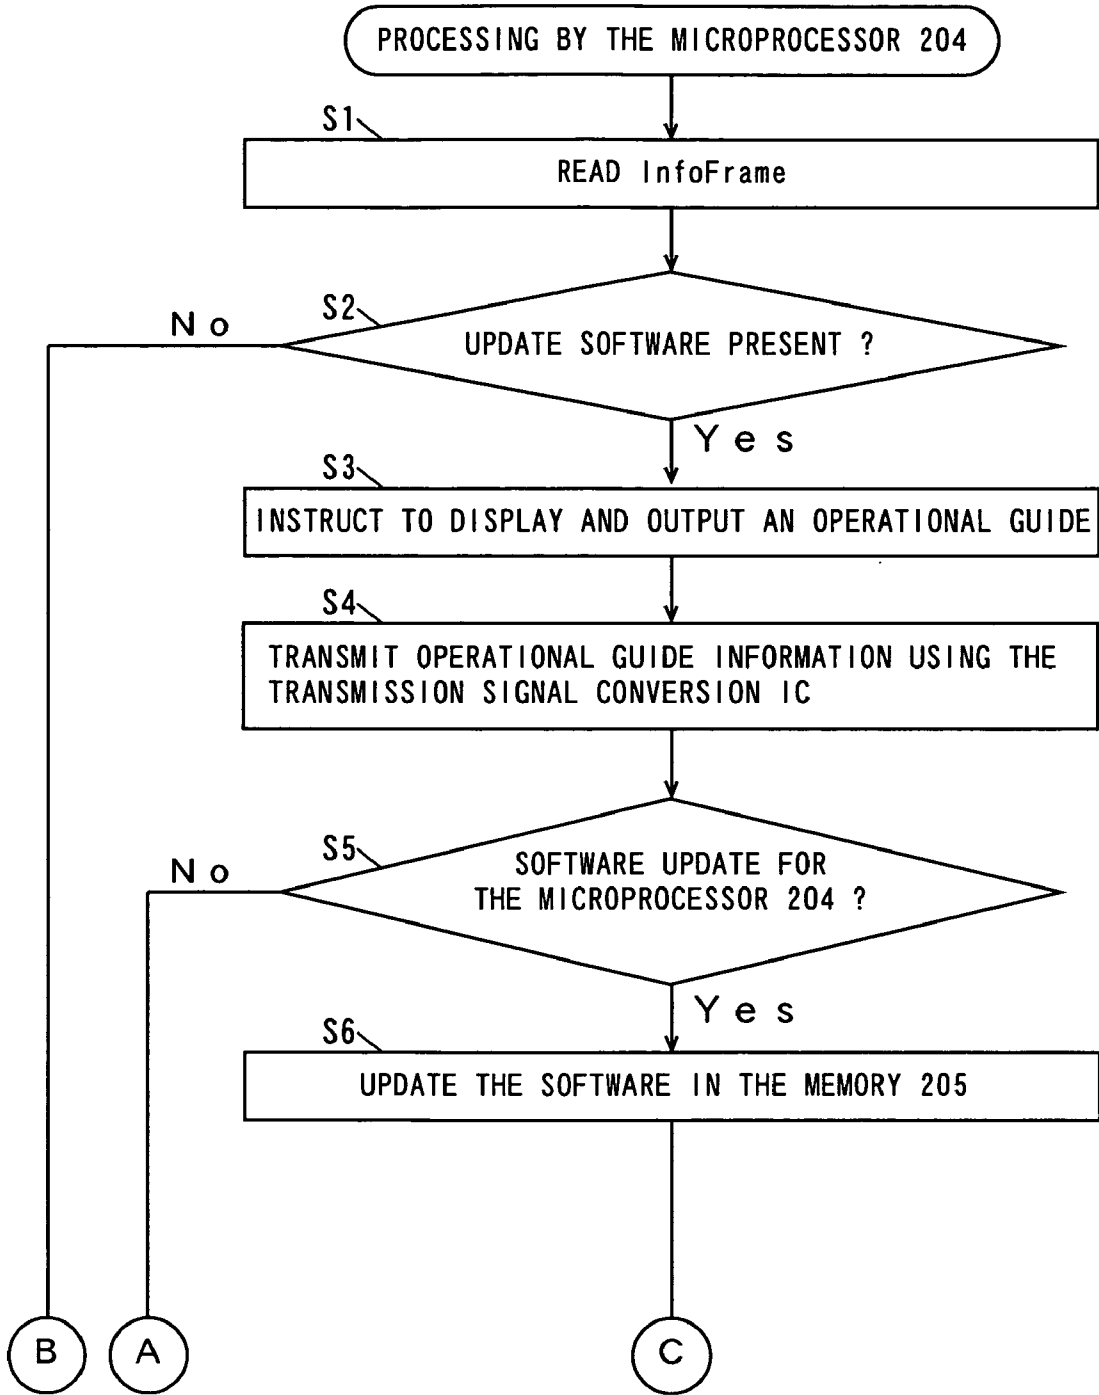 PROCESSING BY THE MICROPROCESSOR 204
S1
READ InfoFrame
S2
No
UPDATE SOFTWARE PRESENT ?
Yes
S3
INSTRUCT TO DISPLAY AND OUTPUT AN OPERATIONAL GUIDE
S4
TRANSMIT OPERATIONAL GUIDE INFORMATION USING THE
TRANSMISSION SIGNAL CONVERSION IC
S5
No
SOFTWARE UPDATE FOR
THE MICROPROCESSOR 204 ?
Yes
S6
UPDATE THE SOFTWARE IN THE MEMORY 205
B
A
C